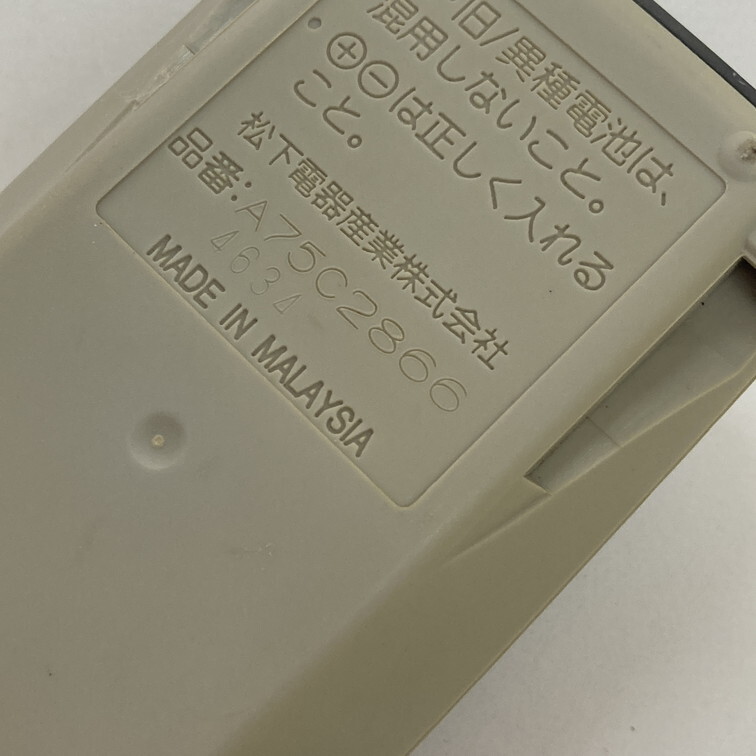 旧/異種電池は、
混用しないこと。
・⊕⊖は正しく入れる
こと。
松下電器産業株式会社
品番:A75C2866
4634
MADE IN MALAYSIA